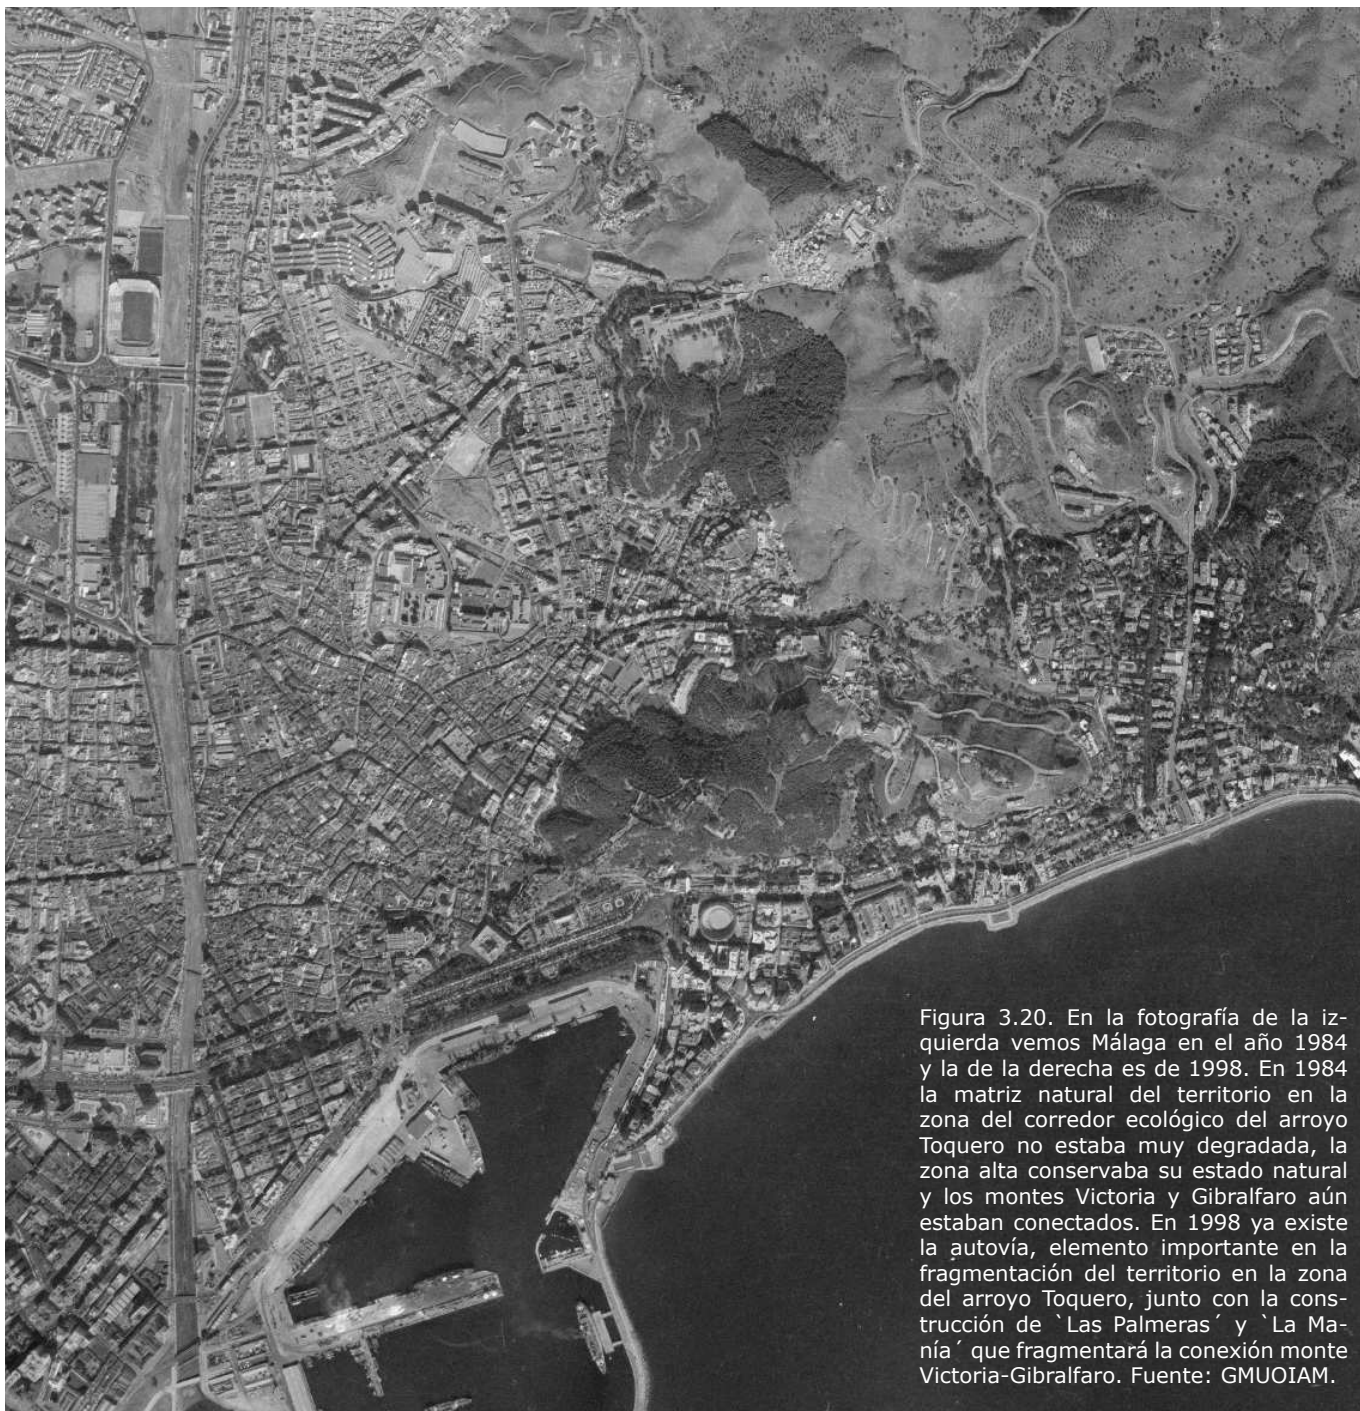 Figura 3.20. En la fotografía de la iz-
quierda vemos Málaga en el año 1984
y la de la derecha es de 1998. En 1984
la matriz natural del territorio en la
zona del corredor ecológico del arroyo
Toquero no estaba muy degradada, la
zona alta conservaba su estado natural
y los montes Victoria y Gibralfaro aún
estaban conectados. En 1998 ya existe
la autovía, elemento importante en la
fragmentación del territorio en la zona
del arroyo Toquero, junto con la cons-
trucción de `Las Palmeras´ y `La Ma-
nía´ que fragmentará la conexión monte
Victoria-Gibralfaro. Fuente: GMUOIAM.